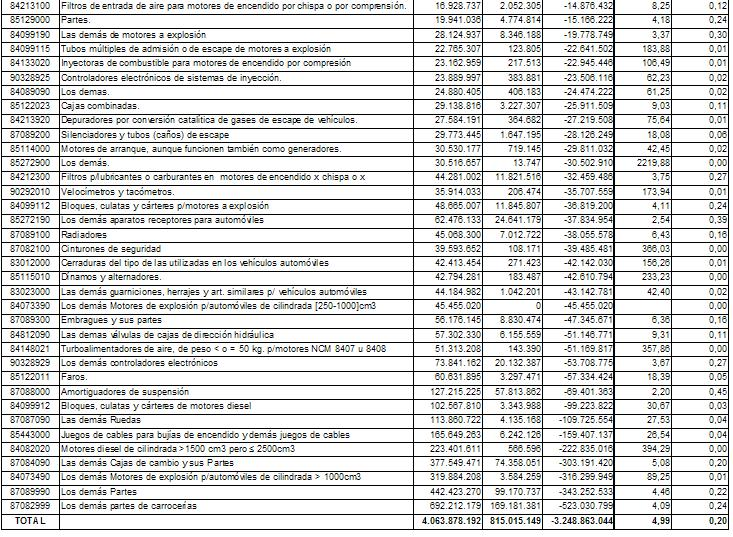 84213100 Filtros de entrada de aire para motores de encendido por chispa o por compresión. 16.928.737 2.052.305 -14.876.432 8,25 0,12
85129000 Partes. 19.941.036 4.774.814 -15.166.222 4,18 0,24
84099190 Las demás de motores a explosión 28.124.937 8.346.188 -19.778.749 3,37 0,30
84099115 Tubos múltiples de admisión o de escape de motores a explosión 22.765.307 123.805 -22.641.502 183,88 0,01
84133020 Inyectoras de combustible para motores de encendido por compresión 23.162.959 217.513 -22.945.446 106,49 0,01
90328925 Controladores electrónicos de sistemas de inyección. 23.889.997 383.881 -23.506.116 62,23 0,02
84089090 Los demas. 24.880.405 406.183 -24.474.222 61,25 0,02
85122023 Cajas combinadas. 29.138.816 3.227.307 -25.911.509 9,03 0,11
84213920 Depuradores por conversión catalítica de gases de escape de vehículos. 27.584.191 364.682 -27.219.508 75,64 0,01
87089200 Silenciadores y tubos (caños) de escape 29.773.445 1.647.195 -28.126.249 18,08 0,06
85114000 Motores de arranque, aunque funcionen también como generadores. 30.530.177 719.145 -29.811.032 42,45 0,02
85272900 Los demás. 30.516.657 13.747 -30.502.910 2219,88 0,00
84212300 Filtros p/lubricantes o carburantes en motores de encendido x chispa o x 44.281.002 11.821.516 -32.459.486 3,75 0,27
90292010 Velocímetros y tacómetros. 35.914.033 206.474 -35.707.559 173,94 0,01
84099112 Bloques, culatas y cárteres p/motores a explosión 48.665.007 11.845.807 -36.819.200 4,11 0,24
85272190 Los demás aparatos receptores para automóviles 62.476.133 24.641.179 -37.834.954 2,54 0,39
87089100 Radiadores 45.068.300 7.012.722 -38.055.578 6,43 0,16
87082100 Cinturones de seguridad 39.593.652 108.171 -39.485.481 366,03 0,00
83012000 Cerraduras del tipo de las utilizadas en los vehículos automóviles 42.413.454 271.423 -42.142.030 156,26 0,01
85115010 Dínamos y alternadores. 42.794.281 183.487 -42.610.794 233,23 0,00
83023000 Las demás guarniciones, herrajes y art. similares p/ vehículos automóviles 44.184.982 1.042.201 -43.142.781 42,40 0,02
84073390 Los demás Motores de explosión p/automóviles de cilindrada [250-1000]cm3 45.455.020 0 -45.455.020 0,00
87089300 Embragues y sus partes 56.176.145 8.830.474 -47.345.671 6,36 0,16
84812090 Las demas válvulas de cajas de dirección hidráulica 57.302.330 6.155.559 -51.146.771 9,31 0,11
84148021 Turboalimentadores de aire, de peso < o = 50 kg. p/motores NCM 8407 u 8408 51.313.208 143.390 -51.169.817 357,86 0,00
90328929 Los demás controladores electrónicos 73.841.162 20.132.387 -53.708.775 3,67 0,27
85122011 Faros. 60.631.895 3.297.471 -57.334.424 18,39 0,05
87088000 Amortiguadores de suspensión 127.215.225 57.813.862 -69.401.363 2,20 0,45
84099912 Bloques, culatas y cárteres de motores diesel 102.567.810 3.343.988 -99.223.822 30,67 0,03
87087090 Las demás Ruedas 113.860.722 4.135.168 -109.725.554 27,53 0,04
85443000 Juegos de cables para bujías de encendido y demás juegos de cables 165.649.263 6.242.126 -159.407.137 26,54 0,04
84082020 Motores diesel de cilindrada >1500 cm3 pero ≤ 2500cm3 223.401.611 566.596 -222.835.016 394,29 0,00
87084090 Las demás Cajas de cambio y sus Partes 377.549.471 74.358.051 -303.191.420 5,08 0,20
84073490 Los demás Motores de explosión p/automóviles de cilindrada > 1000cm3 319.884.208 3.584.259 -316.299.949 89,25 0,01
87089990 Los demás Partes 442.423.270 99.170.737 -343.252.533 4,46 0,22
87082999 Los demás partes de carrocerías 692.212.179 169.181.381 -523.030.799 4,09 0,24
TOTAL 4.063.878.192 815.015.149 -3.248.863.044 4,99 0,20